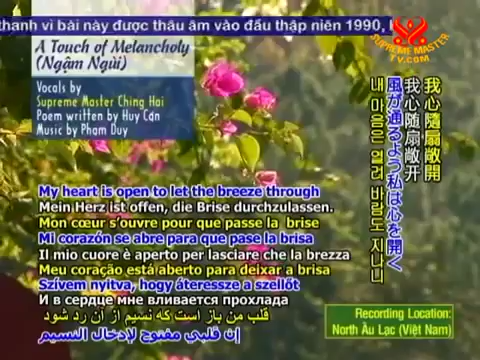 thanh vì bài này được thâu âm vào đầu thập niên 1990,
SUPREME MASTER
TV.COM
A Touch of Melancholy
(Ngậm Ngùi)
Vocals by
Supreme Master Ching Hai
Poem written by Huy Cận
Music by Phạm Duy
我心隨扇敞開
我心随扇敞开
風が通るよう私は心を開く
내 마음은 열려 바람도 지나니
My heart is open to let the breeze through
Mein Herz ist offen, die Brise durchzulassen.
Mon cœur s'ouvre pour que passe la brise
Mi corazón se abre para que pase la brisa
Il mio cuore è aperto per lasciare che la brezza
Meu coração está aberto para deixar a brisa
Szívem nyitva, hogy áteressze a szellőt
И в сердце мне вливается прохлада
قلب من باز است که نسیم از آن رد شود
إن قلبي مفتوح لإدخال النسيم
Recording Location:
North Âu Lạc (Việt Nam)